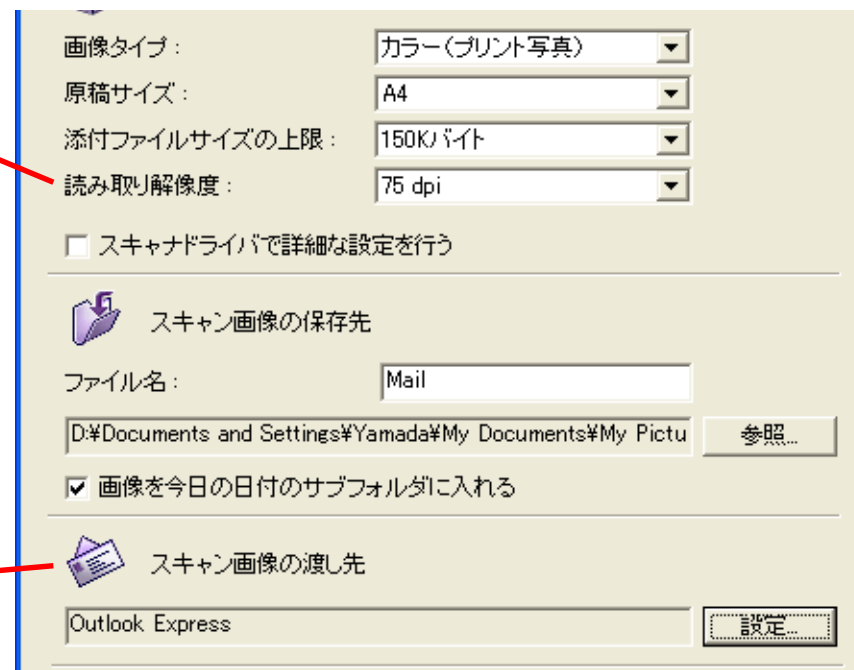 画像タイプ： カラー（プリント写真）
原稿サイズ： A4
添付ファイルサイズの上限： 150Kバイト
読み取り解像度： 75 dpi
スキャナドライバで詳細な設定を行う
スキャン画像の保存先
ファイル名： Mail
D:¥Documents and Settings¥Yamada¥My Documents¥My Pictu 参照...
画像を今日の日付のサブフォルダに入れる
スキャン画像の渡し先
Outlook Express 設定...